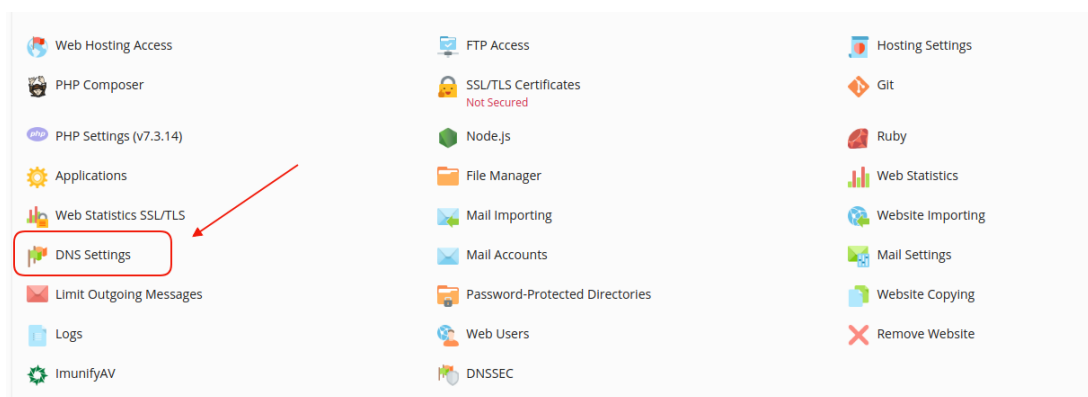 Web Hosting Access
FTP Access
Hosting Settings
PHP Composer
SSL/TLS Certificates
Not Secured
Git
php
PHP Settings (v7.3.14)
Node.js
Ruby
Applications
File Manager
Web Statistics
Web Statistics SSL/TLS
Mail Importing
Website Importing
DNS Settings
Mail Accounts
Mail Settings
Limit Outgoing Messages
Password-Protected Directories
Website Copying
Logs
Web Users
Remove Website
ImunifyAV
DNSSEC